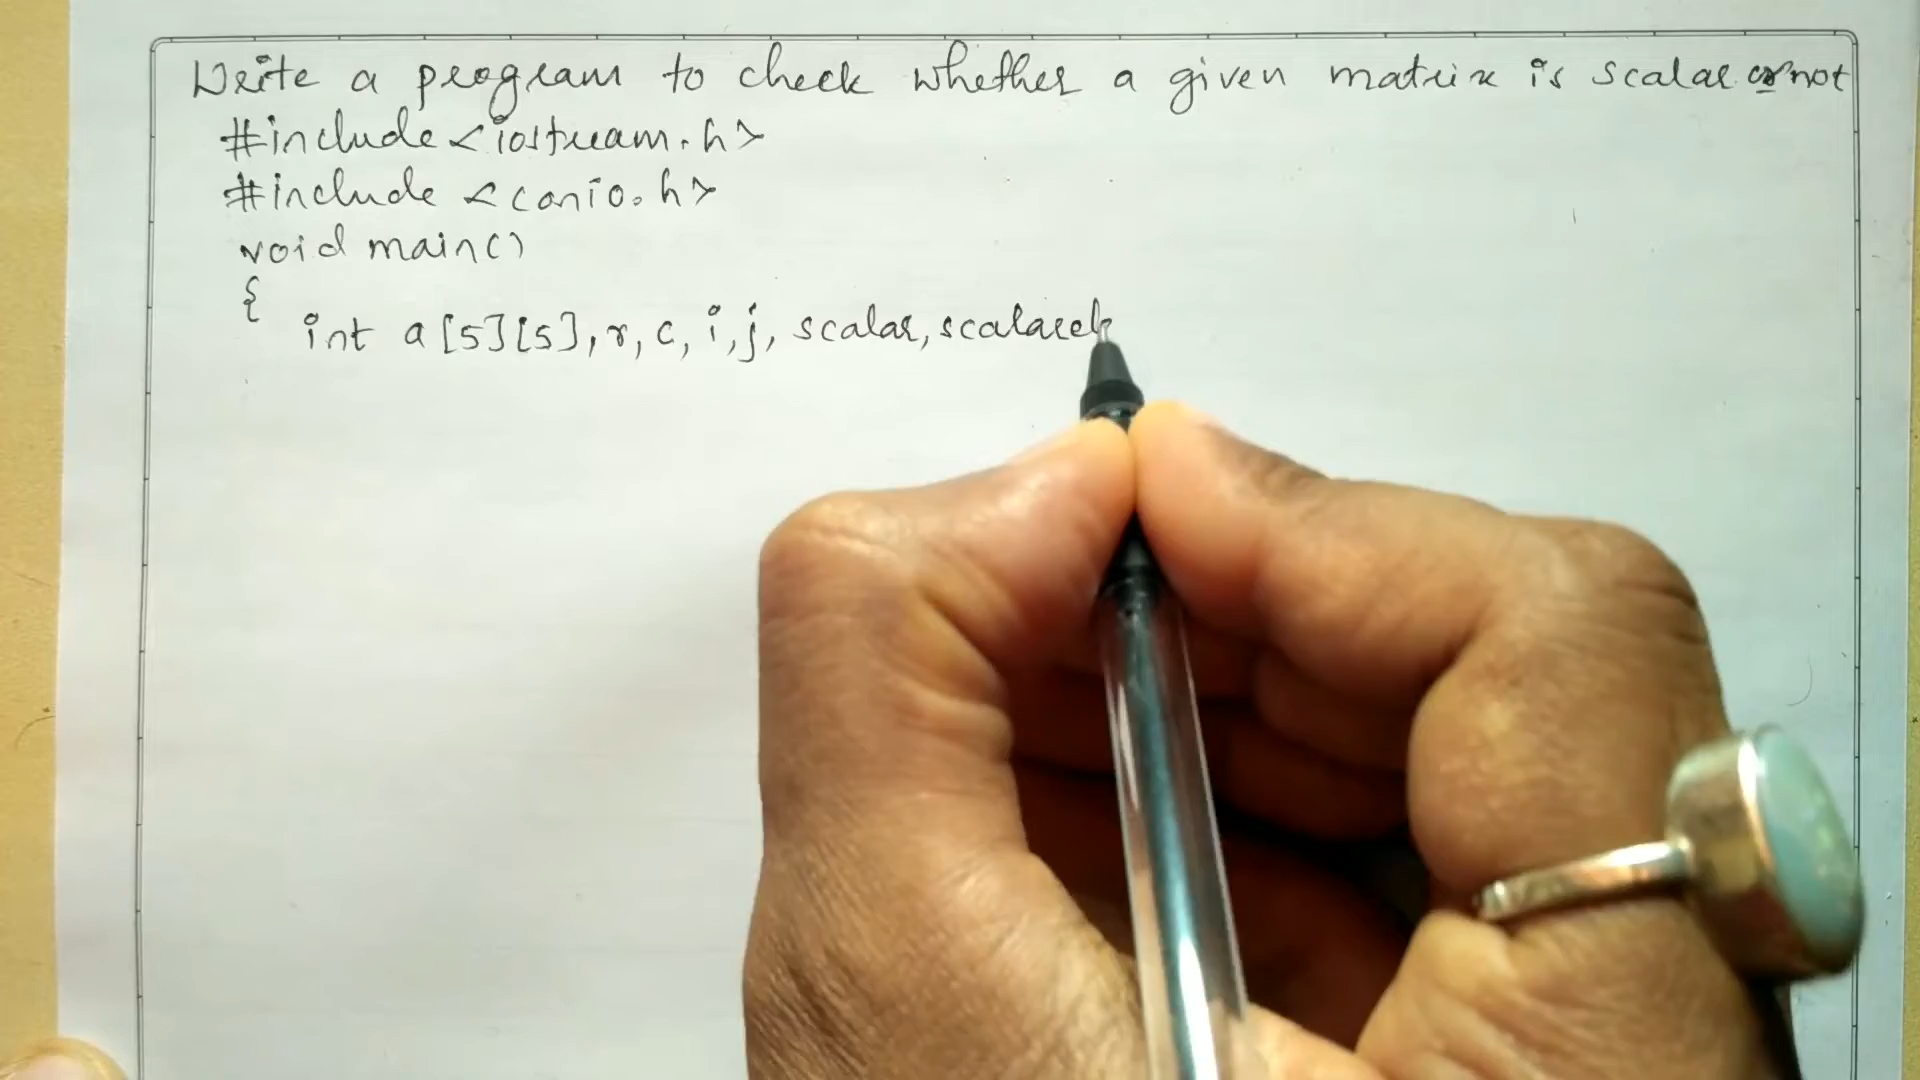 Write a program to check whether a given matrix is scalar or not
#include <iostream.h>
#include <conio.h>
void main()
{
int a[5][5], r, c, i, j, scalar, scalarch